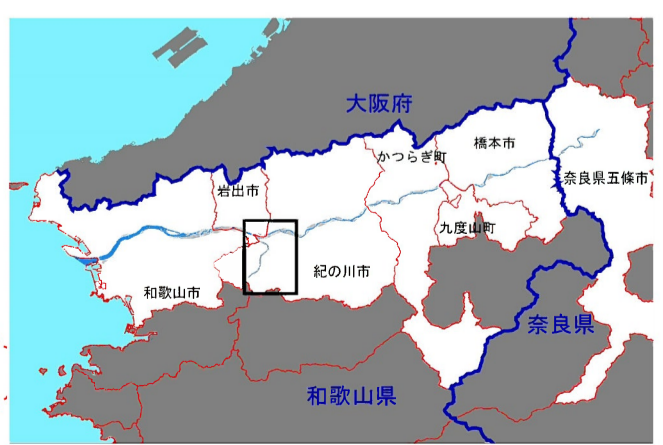 大阪府
橋本市
かつらぎ町
奈良県五條市
岩出市
九度山町
紀の川市
和歌山市
奈良県
和歌山県